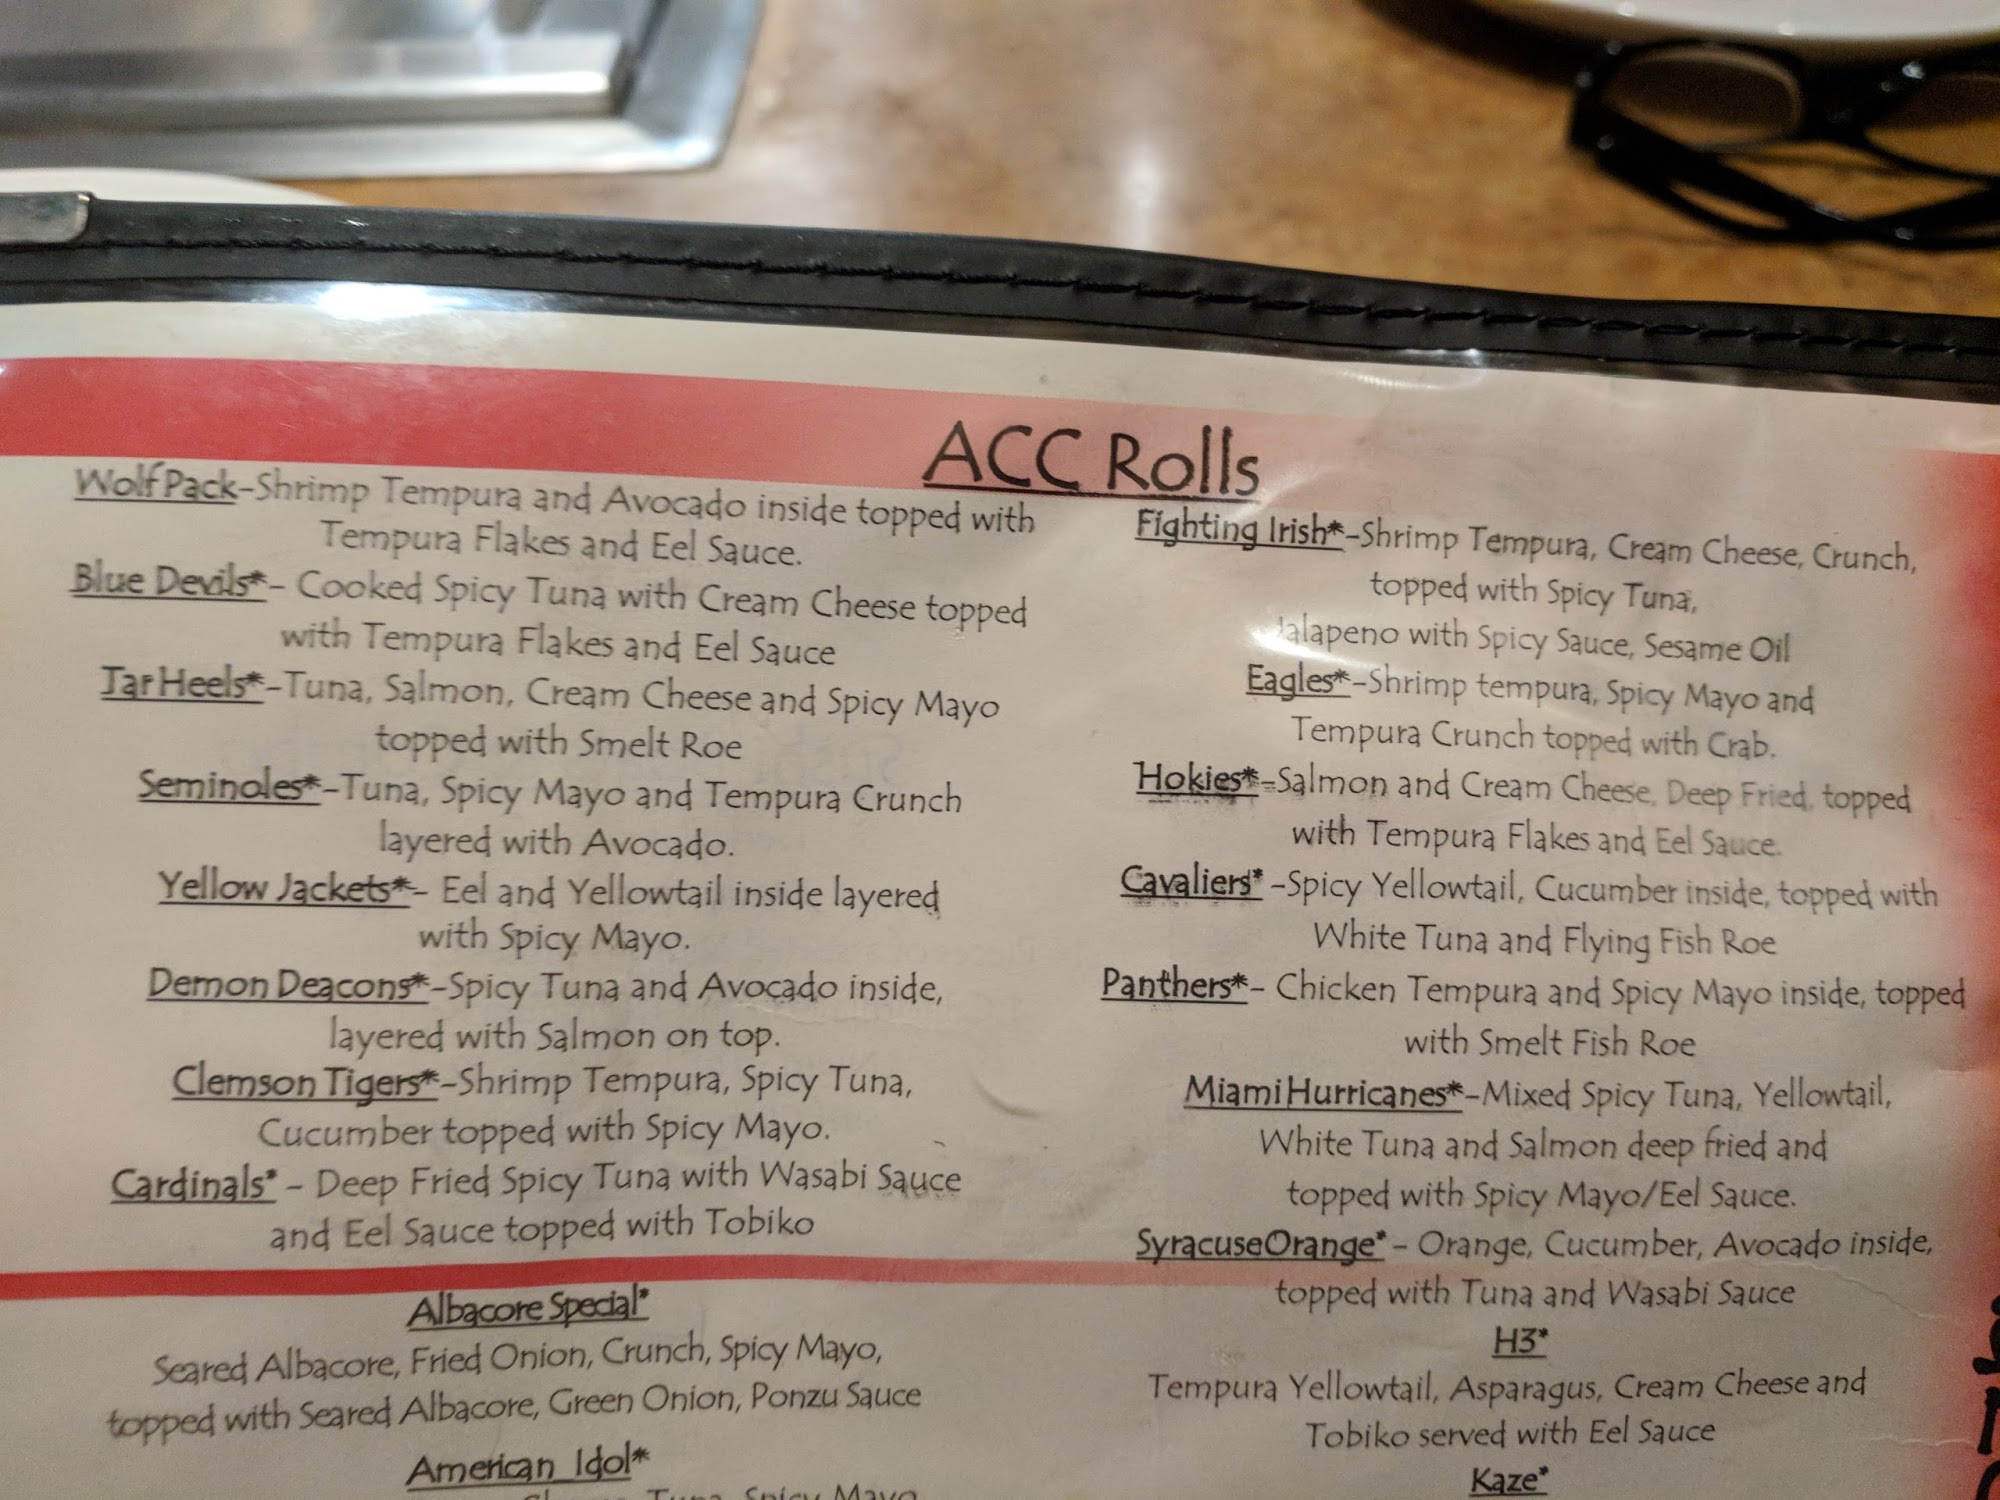 ACC Rolls
Wolf Pack-Shrimp Tempura and Avocado inside topped with
Tempura Flakes and Eel Sauce.
Blue Devils*- Cooked Spicy Tuna with Cream Cheese topped
with Tempura Flakes and Eel Sauce
Tar Heels*-Tuna, Salmon, Cream Cheese and Spicy Mayo
topped with Smelt Roe
Seminoles*-Tuna, Spicy Mayo and Tempura Crunch
layered with Avocado.
Yellow Jackets*- Eel and Yellowtail inside layered
with Spicy Mayo.
Demon Deacons*-Spicy Tuna and Avocado inside,
layered with Salmon on top.
Clemson Tigers*-Shrimp Tempura, Spicy Tuna,
Cucumber topped with Spicy Mayo.
Cardinals* - Deep Fried Spicy Tuna with Wasabi Sauce
and Eel Sauce topped with Tobiko
Albacore Special*
Seared Albacore, Fried Onion, Crunch, Spicy Mayo,
topped with Seared Albacore, Green Onion, Ponzu Sauce
American Idol*
Tuna, Spicy Mayo
Fighting Irish*-Shrimp Tempura, Cream Cheese, Crunch,
topped with Spicy Tuna,
Jalapeno with Spicy Sauce, Sesame Oil
Eagles*-Shrimp tempura, Spicy Mayo and
Tempura Crunch topped with Crab.
Hokies*-Salmon and Cream Cheese, Deep Fried, topped
with Tempura Flakes and Eel Sauce.
Cavaliers* -Spicy Yellowtail, Cucumber inside, topped with
White Tuna and Flying Fish Roe
Panthers*- Chicken Tempura and Spicy Mayo inside, topped
with Smelt Fish Roe
Miami Hurricanes*-Mixed Spicy Tuna, Yellowtail,
White Tuna and Salmon deep fried and
topped with Spicy Mayo/Eel Sauce.
Syracuse Orange* - Orange, Cucumber, Avocado inside,
topped with Tuna and Wasabi Sauce
H3*
Tempura Yellowtail, Asparagus, Cream Cheese and
Tobiko served with Eel Sauce
Kaze*